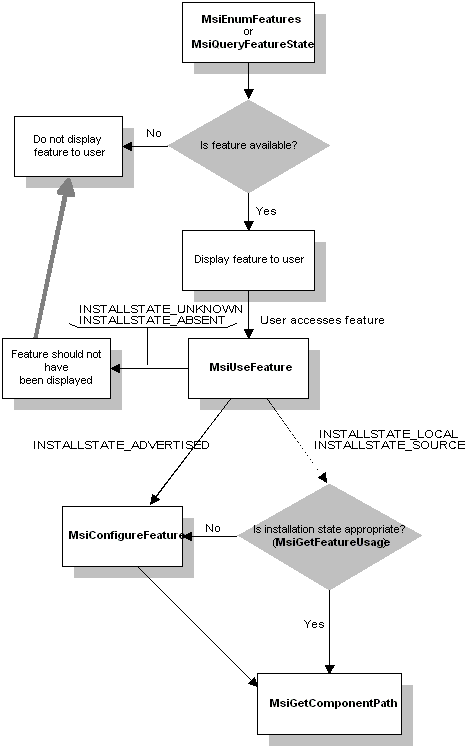 MsiEnumFeatures
or
MsiQueryFeatureState
Is feature available?
No
Do not display
feature to user
Yes
Display feature to user
User accesses feature
INSTALLSTATE_UNKNOWN
INSTALLSTATE_ABSENT
Feature should not
have
been displayed
MsiUseFeature
INSTALLSTATE_ADVERTISED
INSTALLSTATE_LOCAL
INSTALLSTATE_SOURCE
Is installation state appropriate?
(MsiGetFeatureUsage)
No
MsiConfigureFeature
Yes
MsiGetComponentPath